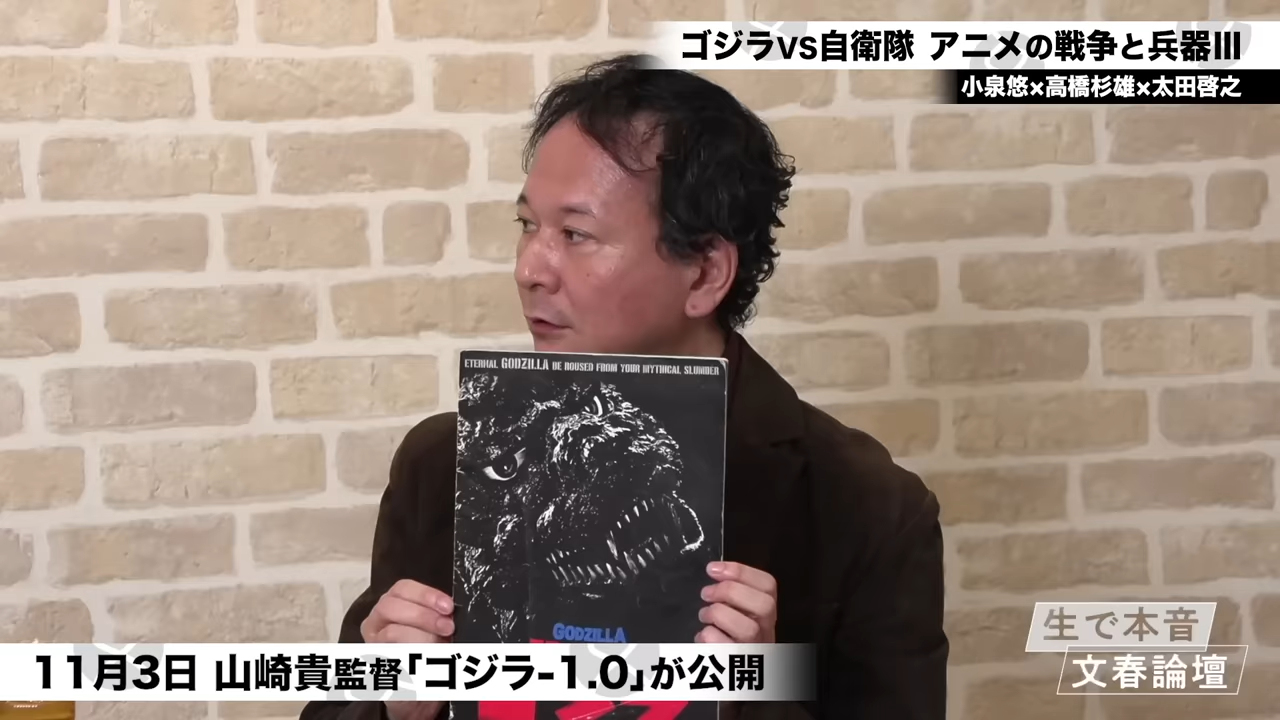 ゴジラVS自衛隊 アニメの戦争と兵器Ⅲ
小泉悠×高橋杉雄×太田啓之
ETERNAL GODZILLA BE ROUSED FROM YOUR MYTHICAL SLUMBER
GODZILLA
11月3日 山崎貴監督「ゴジラ-1.0」が公開
生で本音
文春論壇